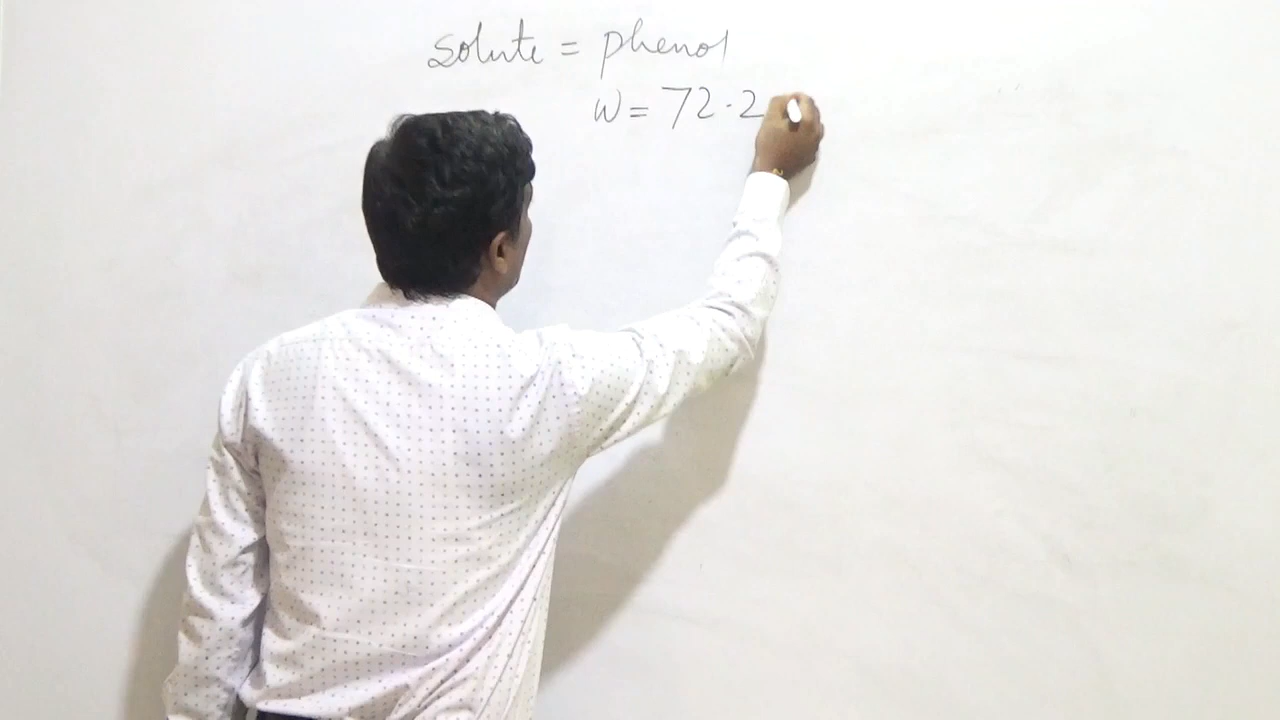 solute = phenol
W = 72.2